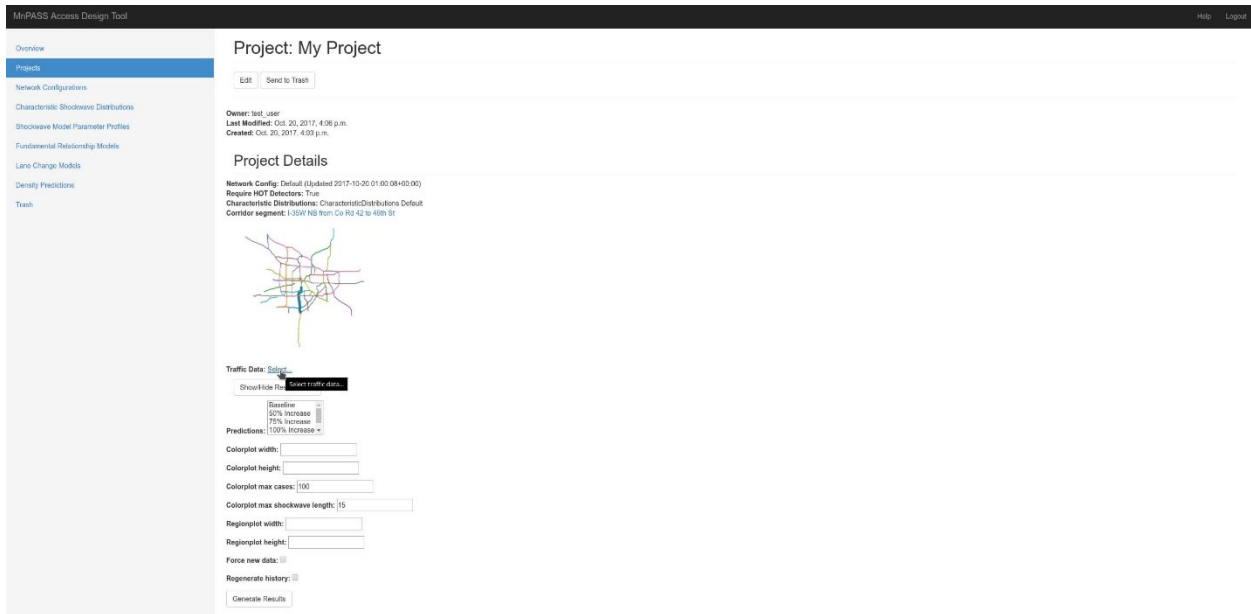 MnPASS Access Design Tool
Help Logout
Overview
Projects
Network Configurations
Characteristic Shockwave Distributions
Shockwave Model Parameter Profiles
Fundamental Relationship Models
Lane Change Models
Density Predictions
Trash
Project: My Project
Edit Send to Trash
Owner: test_user
Last Modified: Oct. 20, 2017, 4:06 p.m.
Created: Oct. 20, 2017, 4:03 p.m.
Project Details
Network Config: Default (Updated 2017-10-20 01:00:08+00:00)
Require HOT Detectors: True
Characteristic Distributions: CharacteristicDistributions Default
Corridor segment: I-35W NB from Co Rd 42 to 46th St
Traffic Data: Select...
Select traffic data...
Show/Hide Res
Baseline
50% Increase
75% Increase
Predictions: 100% Increase
Colorplot width:
Colorplot height:
Colorplot max cases: 100
Colorplot max shockwave length: 15
Regionplot width:
Regionplot height:
Force new data:
Regenerate history:
Generate Results